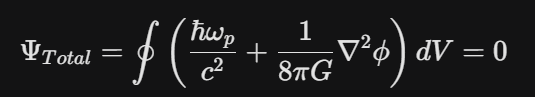 Ψ_Total = ∮ (ħω_p/c² + 1/(8πG) ∇²ϕ) dV = 0